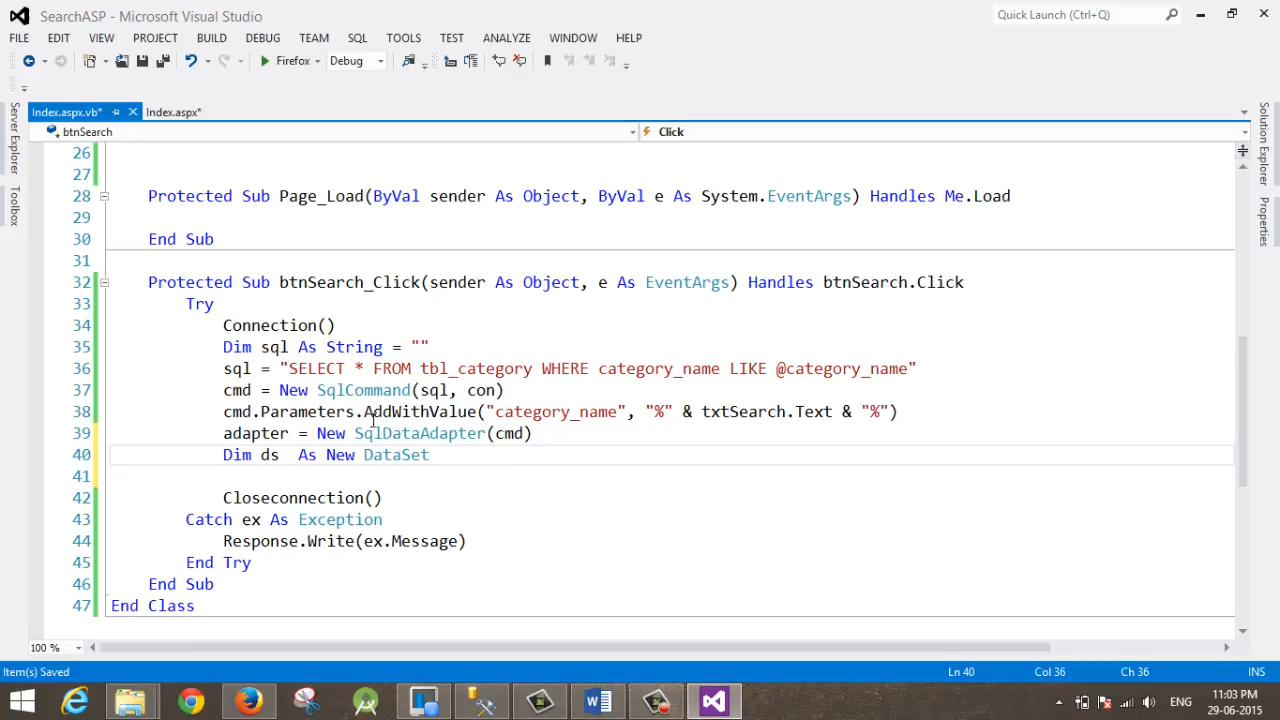 SearchASP - Microsoft Visual Studio
Quick Launch (Ctrl+Q)
FILE EDIT VIEW PROJECT BUILD DEBUG TEAM SQL TOOLS TEST ANALYZE WINDOW HELP
Firefox Debug
Index.aspx.vb* Index.aspx*
btnSearch Click
Server Explorer
Toolbox
Solution Explorer
Properties
26
27
28 Protected Sub Page_Load(ByVal sender As Object, ByVal e As System.EventArgs) Handles Me.Load
29
30 End Sub
31
32 Protected Sub btnSearch_Click(sender As Object, e As EventArgs) Handles btnSearch.Click
33 Try
34 Connection()
35 Dim sql As String = ""
36 sql = "SELECT * FROM tbl_category WHERE category_name LIKE @category_name"
37 cmd = New SqlCommand(sql, con)
38 cmd.Parameters.AddWithValue("category_name", "%" & txtSearch.Text & "%")
39 adapter = New SqlDataAdapter(cmd)
40 Dim ds  As New DataSet
41
42 Closeconnection()
43 Catch ex As Exception
44 Response.Write(ex.Message)
45 End Try
46 End Sub
47 End Class
100 %
Item(s) Saved Ln 40 Col 36 Ch 36 INS
ENG 11:03 PM
29-06-2015